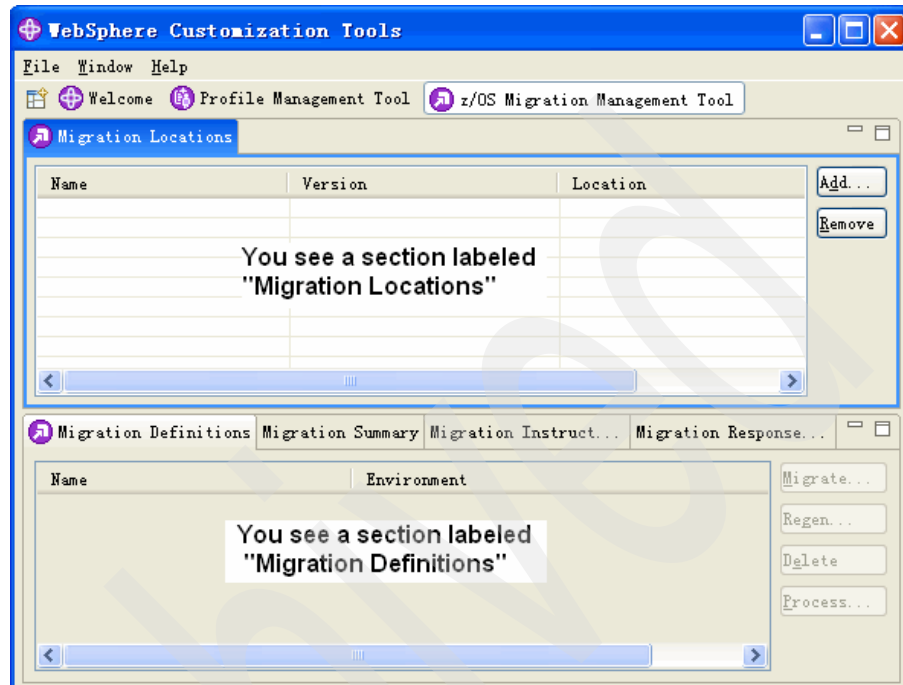 WebSphere Customization Tools
File Window Help
Welcome Profile Management Tool z/OS Migration Management Tool
Migration Locations
Name Version Location
Add...
Remove
You see a section labeled
"Migration Locations"
Migration Definitions Migration Summary Migration Instruct... Migration Response...
Name Environment
Migrate...
Regen...
Delete
Process...
You see a section labeled
"Migration Definitions"